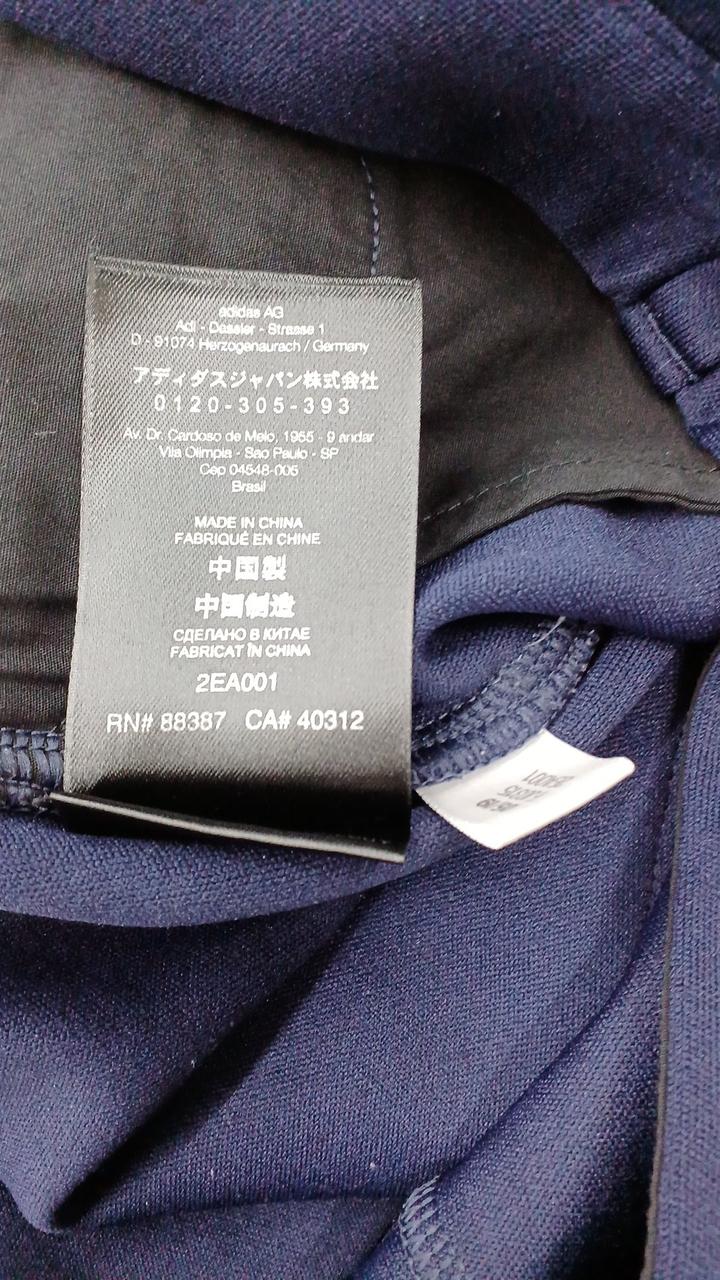 adidas AG
Adi - Dassler - Strasse 1
D - 91074 Herzogenaurach / Germany
アディダスジャパン株式会社
0120-305-393
Av. Dr. Cardoso de Melo, 1955 - 9 andar
Vila Olimpia - Sao Paulo - SP
Cep 04548-005
Brasil
MADE IN CHINA
FABRIQUÉ EN CHINE
中国製
中国制造
СДЕЛАНО В КИТАЕ
FABRICAT ÎN CHINA
2EA001
RN# 88387 CA# 40312